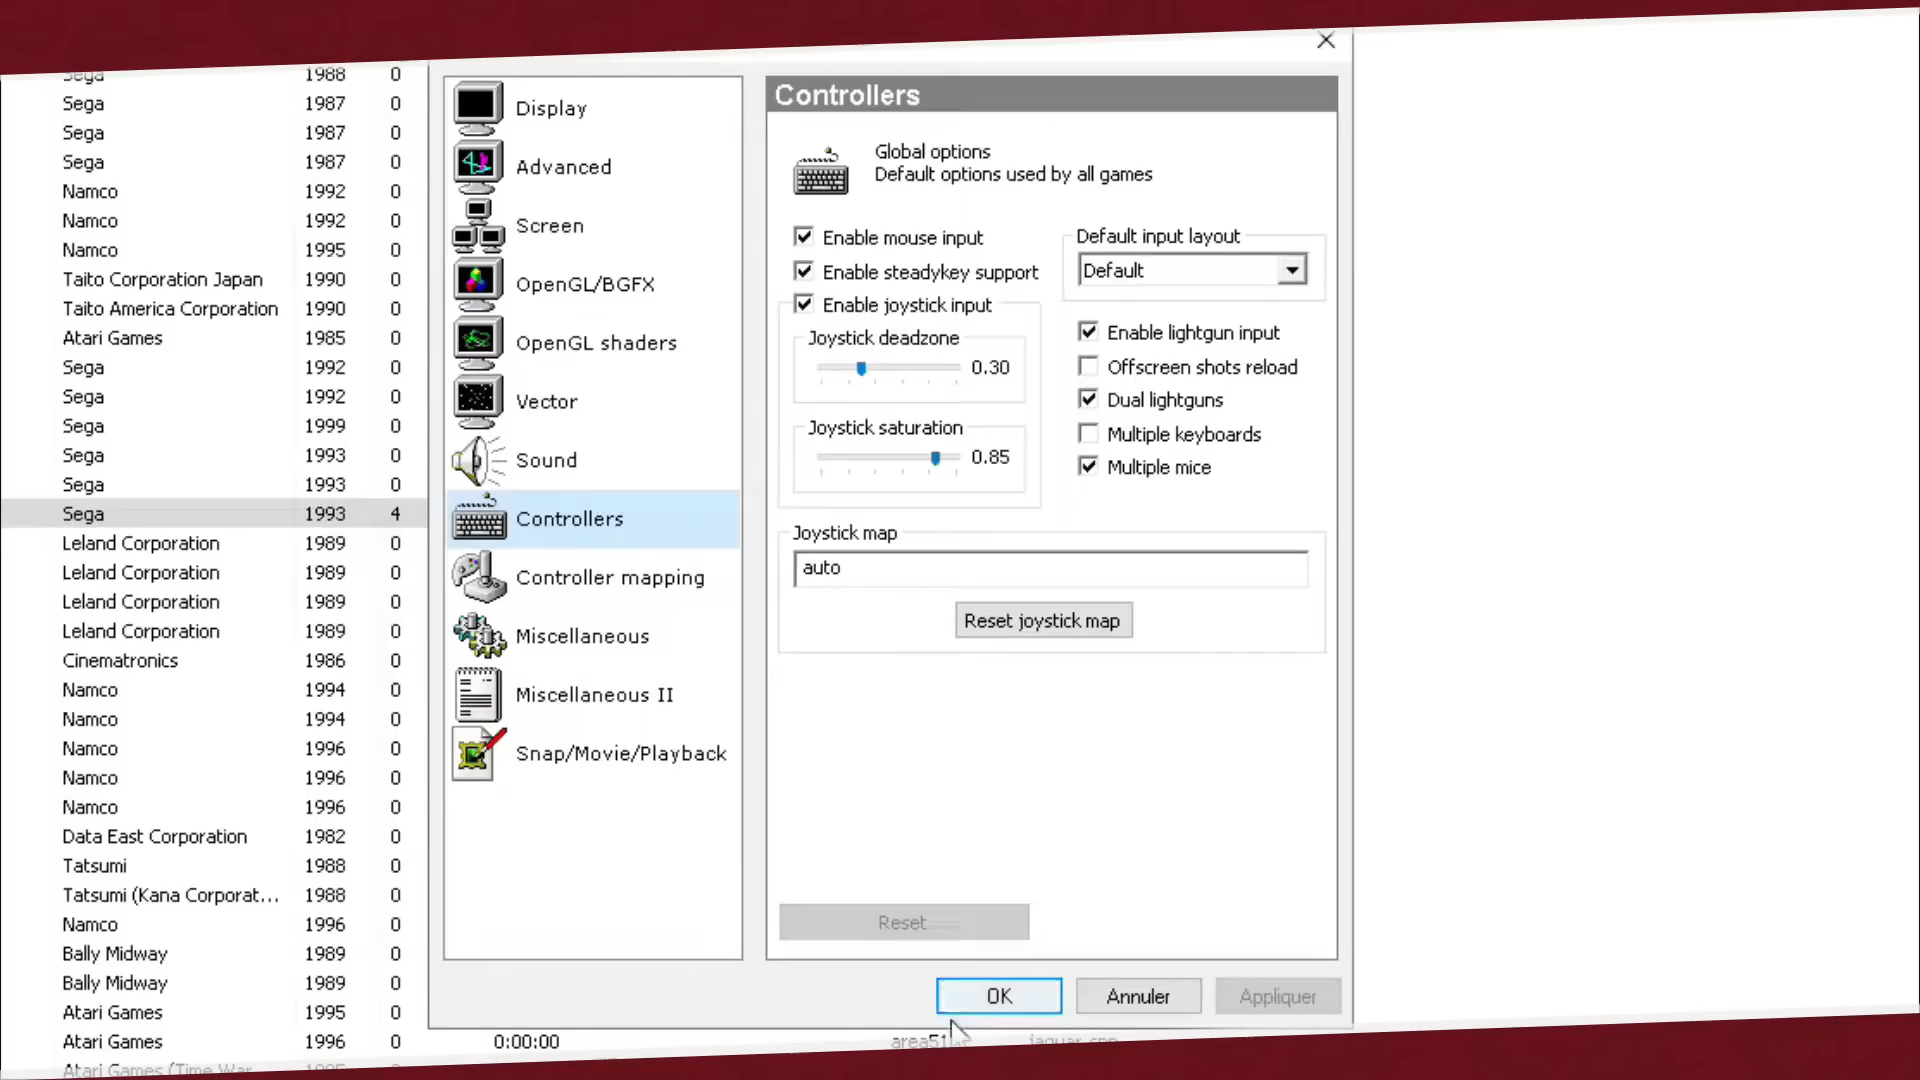 Sega 1988 0
Sega 1987 0
Sega 1987 0
Sega 1987 0
Namco 1992 0
Namco 1992 0
Namco 1995 0
Taito Corporation Japan 1990 0
Taito America Corporation 1990 0
Atari Games 1985 0
Sega 1992 0
Sega 1992 0
Sega 1999 0
Sega 1993 0
Sega 1993 0
Sega 1993 4
Leland Corporation 1989 0
Leland Corporation 1989 0
Leland Corporation 1989 0
Leland Corporation 1989 0
Cinematronics 1986 0
Namco 1994 0
Namco 1994 0
Namco 1996 0
Namco 1996 0
Namco 1996 0
Data East Corporation 1982 0
Tatsumi 1988 0
Tatsumi (Kana Corporat... 1988 0
Namco 1996 0
Bally Midway 1989 0
Bally Midway 1989 0
Atari Games 1995 0
Atari Games 1996 0
Atari Games (Time War
Display
Advanced
Screen
OpenGL/BGFX
OpenGL shaders
Vector
Sound
Controllers
Controller mapping
Miscellaneous
Miscellaneous II
Snap/Movie/Playback
Controllers
Global options
Default options used by all games
Enable mouse input
Enable steadykey support
Enable joystick input
Joystick deadzone
0.30
Joystick saturation
0.85
Default input layout
Default
Enable lightgun input
Offscreen shots reload
Dual lightguns
Multiple keyboards
Multiple mice
Joystick map
auto
Reset joystick map
Reset
OK Annuler Appliquer
0:00:00 jaguar.cpp